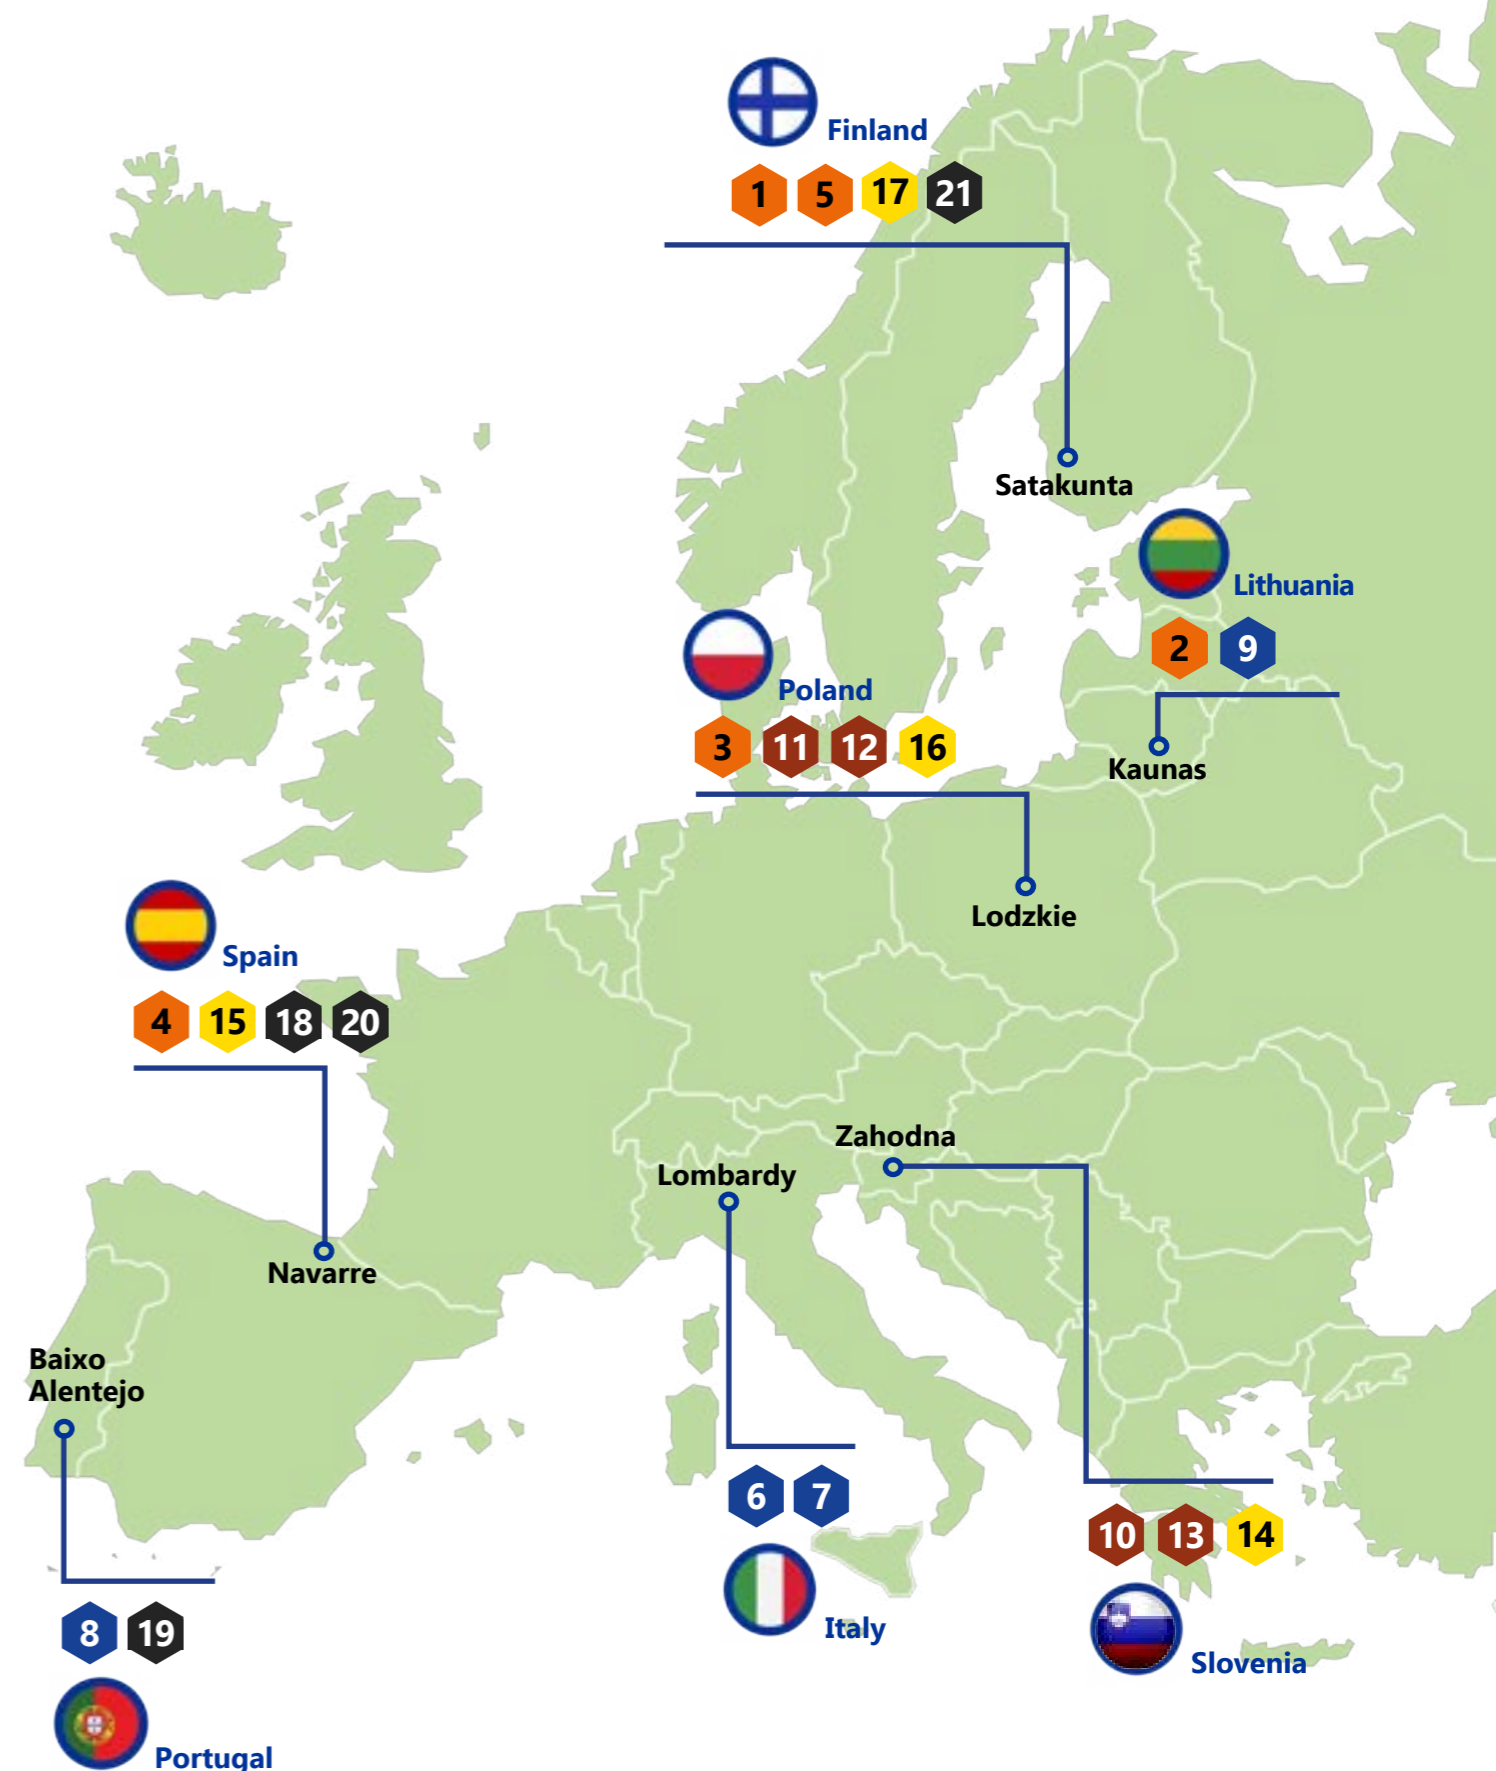 Finland
1 5 17 21
Satakunta
Lithuania
2 9
Kaunas
Poland
3 11 12 16
Lodzkie
Spain
4 15 18 20
Navarre
Zahodna
Lombardy
Baixo
Alentejo
6 7
Italy
10 13 14
Slovenia
8 19
Portugal